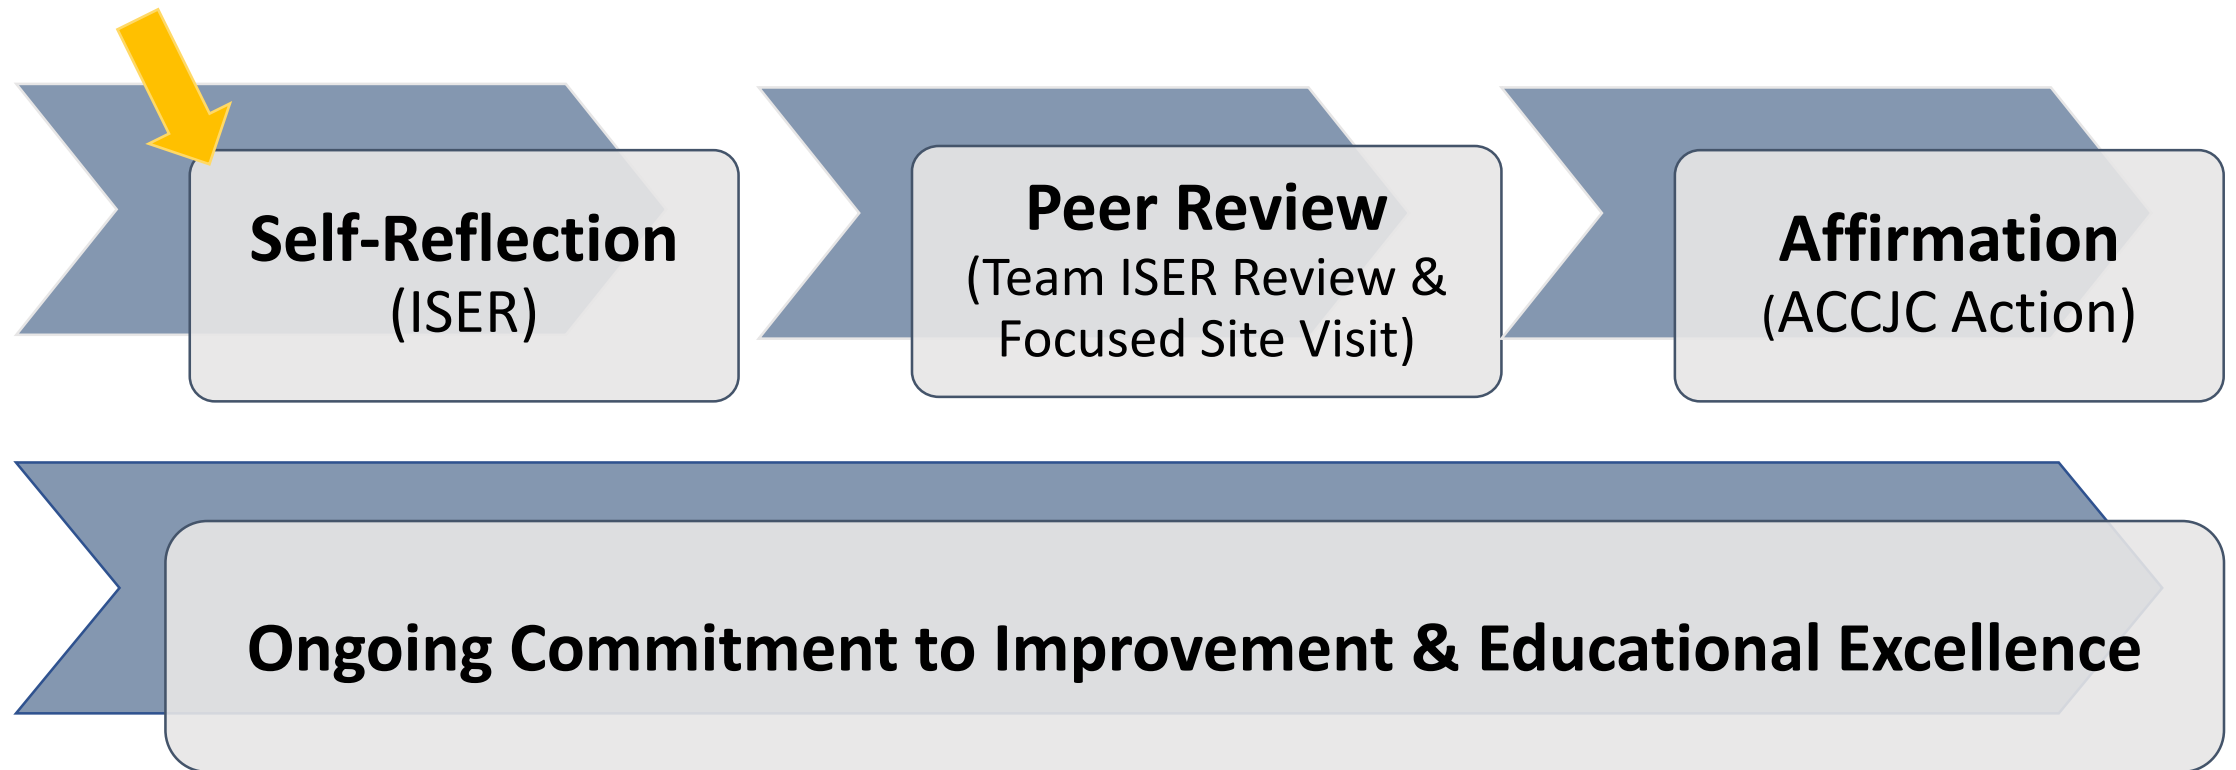 Self-Reflection
(ISER)
Peer Review
(Team ISER Review &
Focused Site Visit)
Affirmation
(ACCJC Action)
Ongoing Commitment to Improvement & Educational Excellence